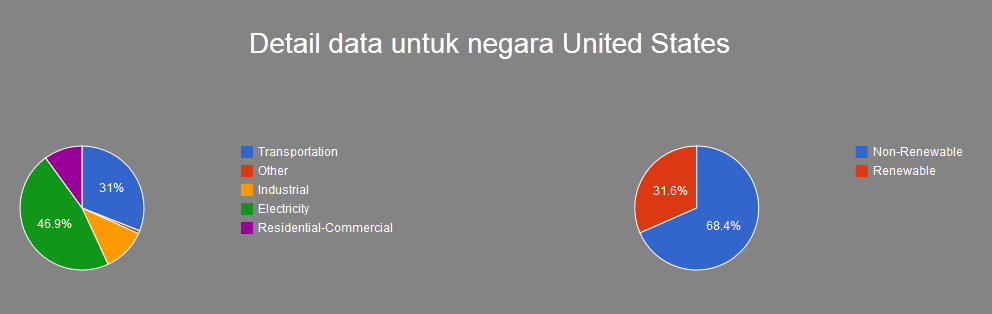 Detail data untuk negara United States
31%
46.9%
Transportation
Other
Industrial
Electricity
Residential-Commercial
31.6%
68.4%
Non-Renewable
Renewable